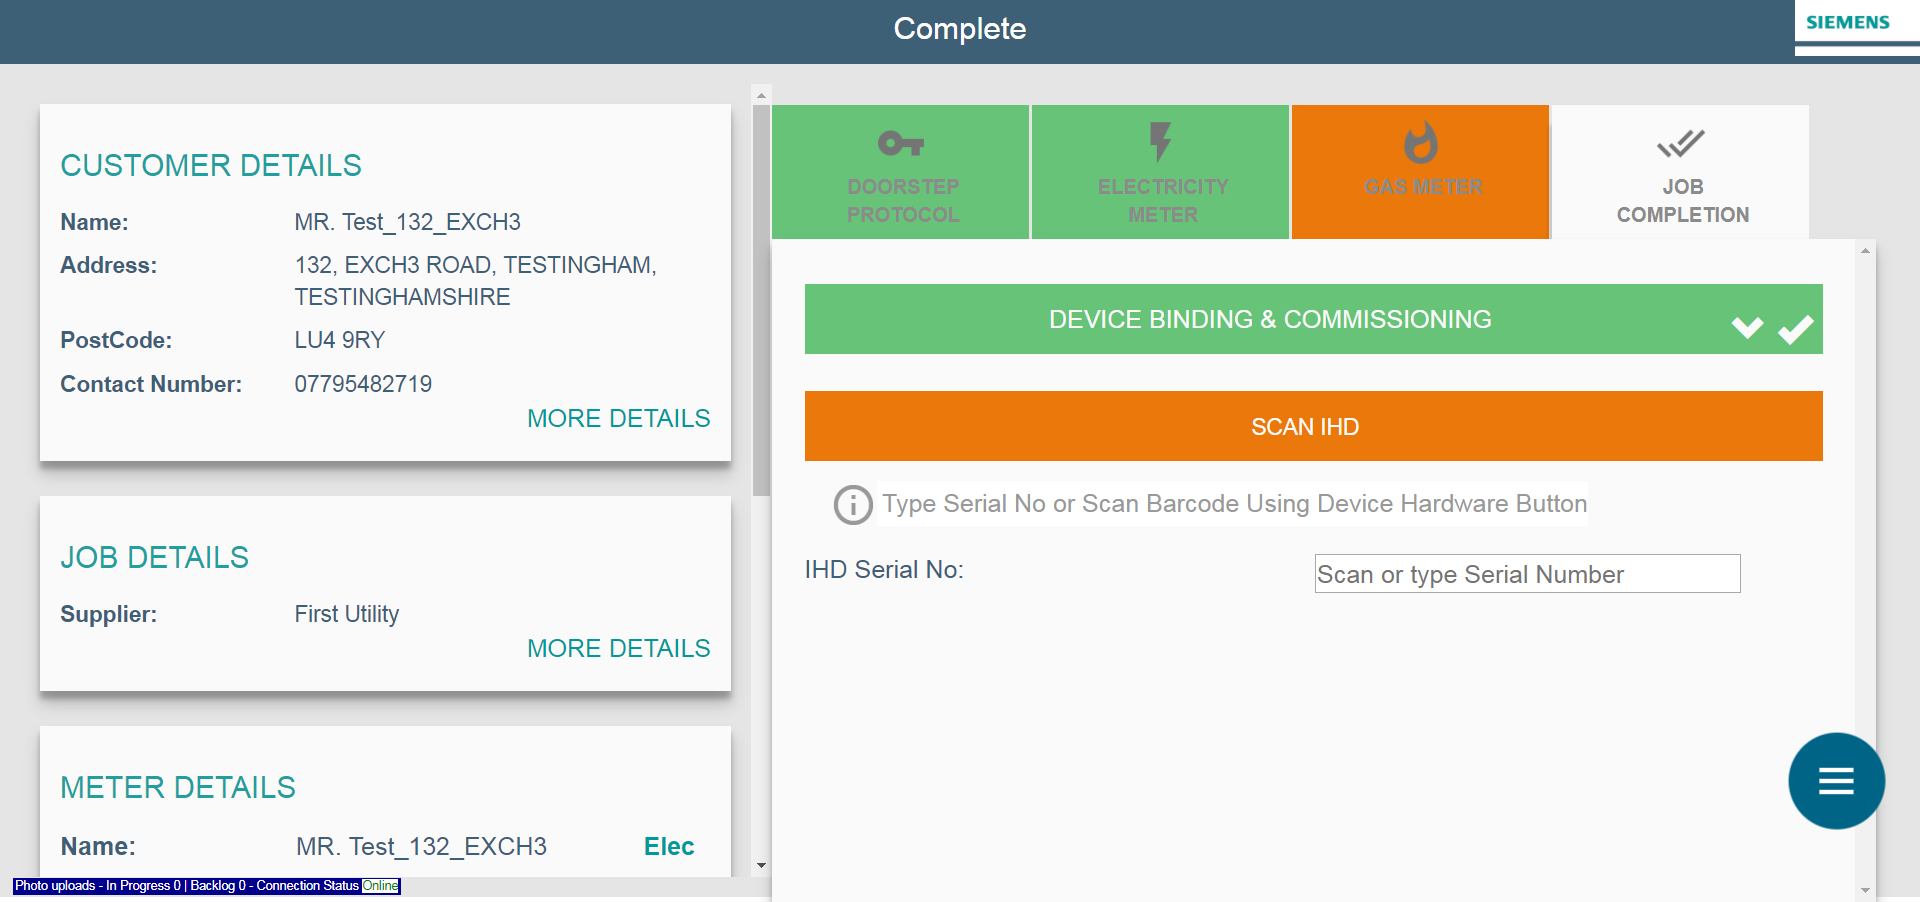 Complete
SIEMENS
CUSTOMER DETAILS
Name: MR. Test_132_EXCH3
Address: 132, EXCH3 ROAD, TESTINGHAM,
TESTINGHAMSHIRE
PostCode: LU4 9RY
Contact Number: 07795482719
MORE DETAILS
JOB DETAILS
Supplier: First Utility
MORE DETAILS
METER DETAILS
Name: MR. Test_132_EXCH3 Elec
Photo uploads - In Progress 0 | Backlog 0 - Connection Status Online
DOORSTEP
PROTOCOL
ELECTRICITY
METER
GAS METER
JOB
COMPLETION
DEVICE BINDING & COMMISSIONING
SCAN IHD
Type Serial No or Scan Barcode Using Device Hardware Button
IHD Serial No: Scan or type Serial Number